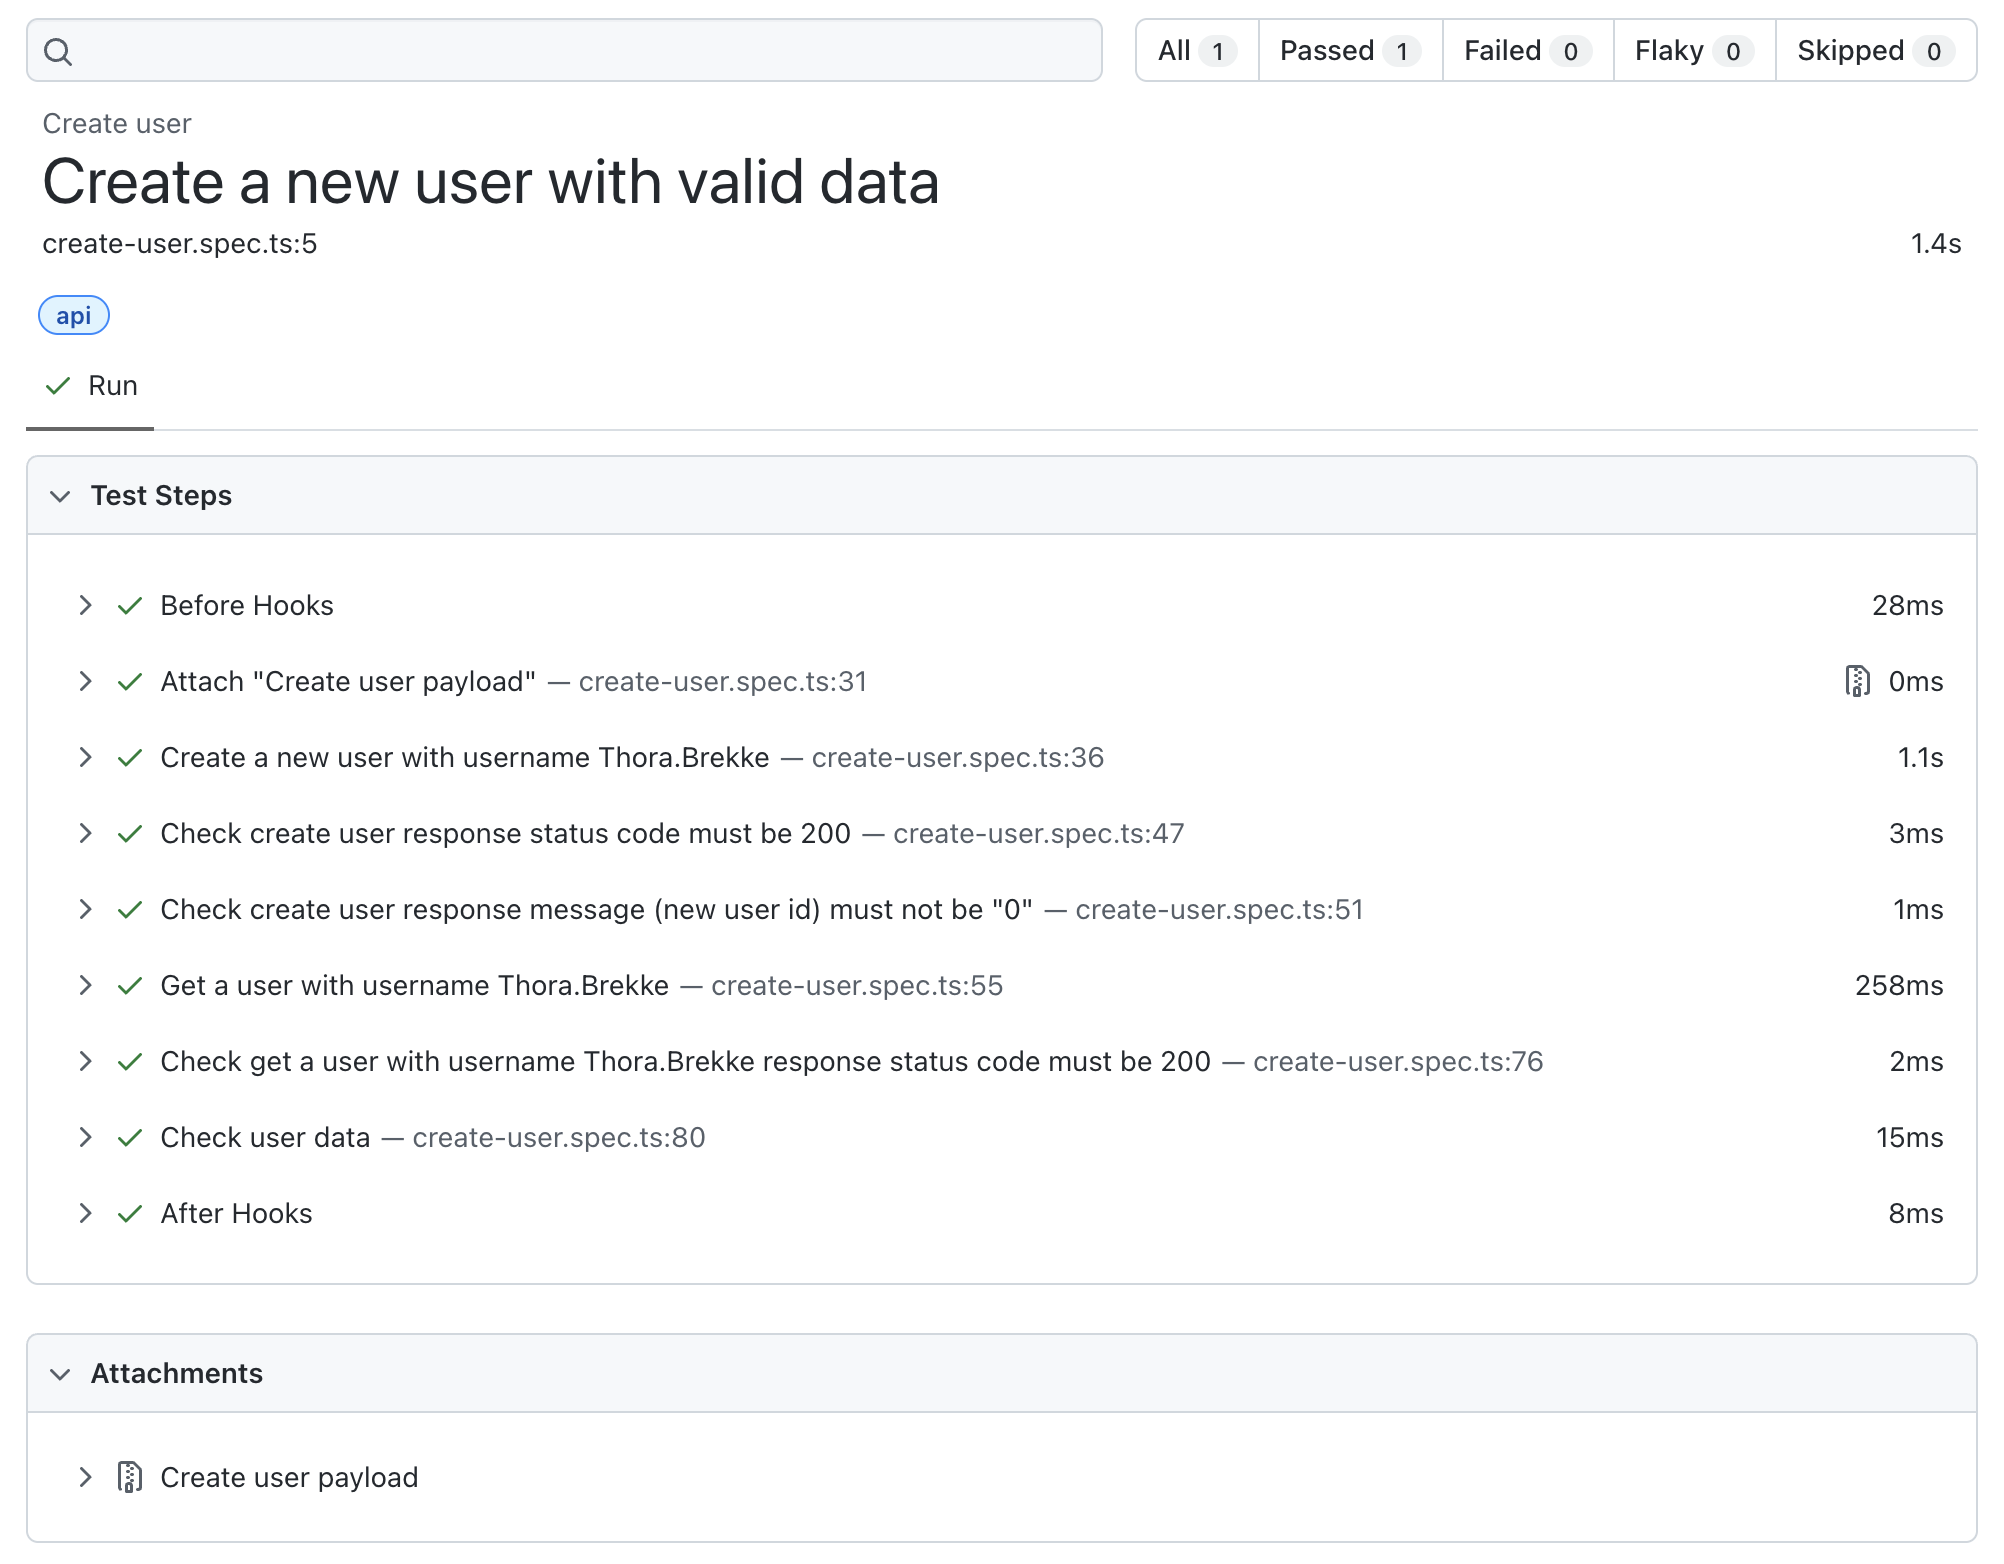 All 1 Passed 1 Failed 0 Flaky 0 Skipped 0
Create user
Create a new user with valid data
create-user.spec.ts:5 1.4s
api
Run
Test Steps
Before Hooks 28ms
Attach "Create user payload" — create-user.spec.ts:31 0ms
Create a new user with username Thora.Brekke — create-user.spec.ts:36 1.1s
Check create user response status code must be 200 — create-user.spec.ts:47 3ms
Check create user response message (new user id) must not be "0" — create-user.spec.ts:51 1ms
Get a user with username Thora.Brekke — create-user.spec.ts:55 258ms
Check get a user with username Thora.Brekke response status code must be 200 — create-user.spec.ts:76 2ms
Check user data — create-user.spec.ts:80 15ms
After Hooks 8ms
Attachments
Create user payload